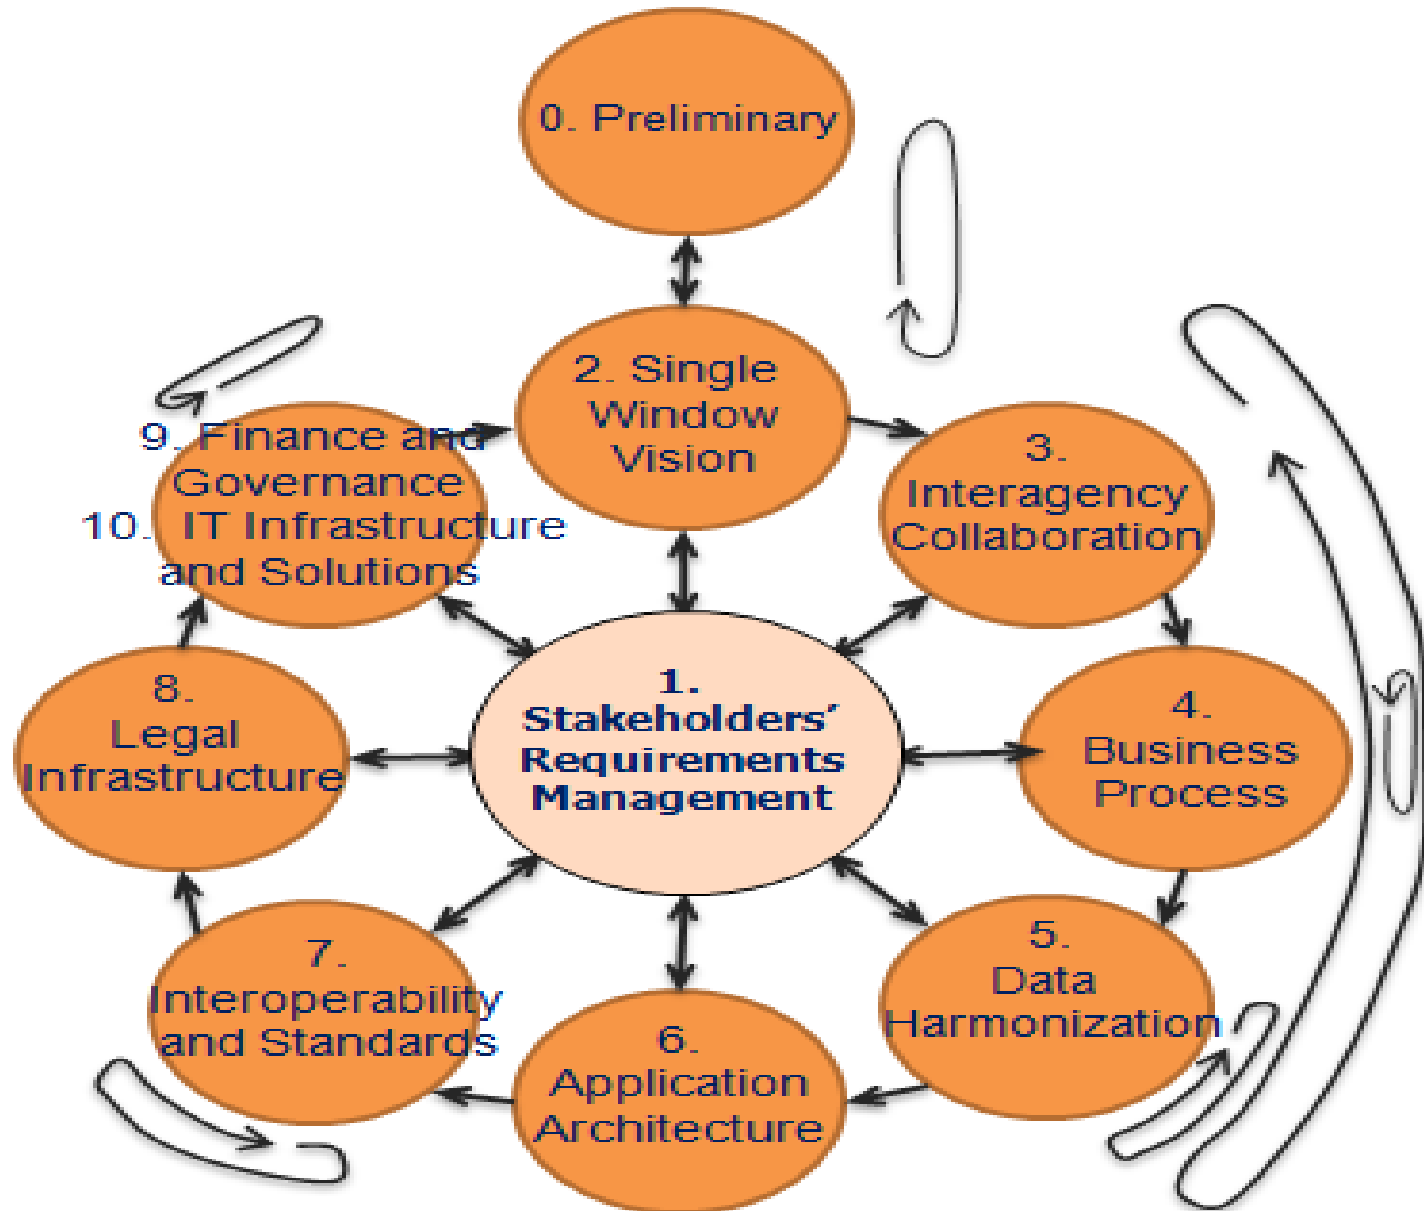 0. Preliminary
2. Single
Window
Vision
3.
Interagency
Collaboration
4.
Business
Process
5.
Data
Harmonization
6.
Application
Architecture
7.
Interoperability
and Standards
8.
Legal
Infrastructure
9. Finance and
Governance
10. IT Infrastructure
and Solutions
1.
Stakeholders’
Requirements
Management